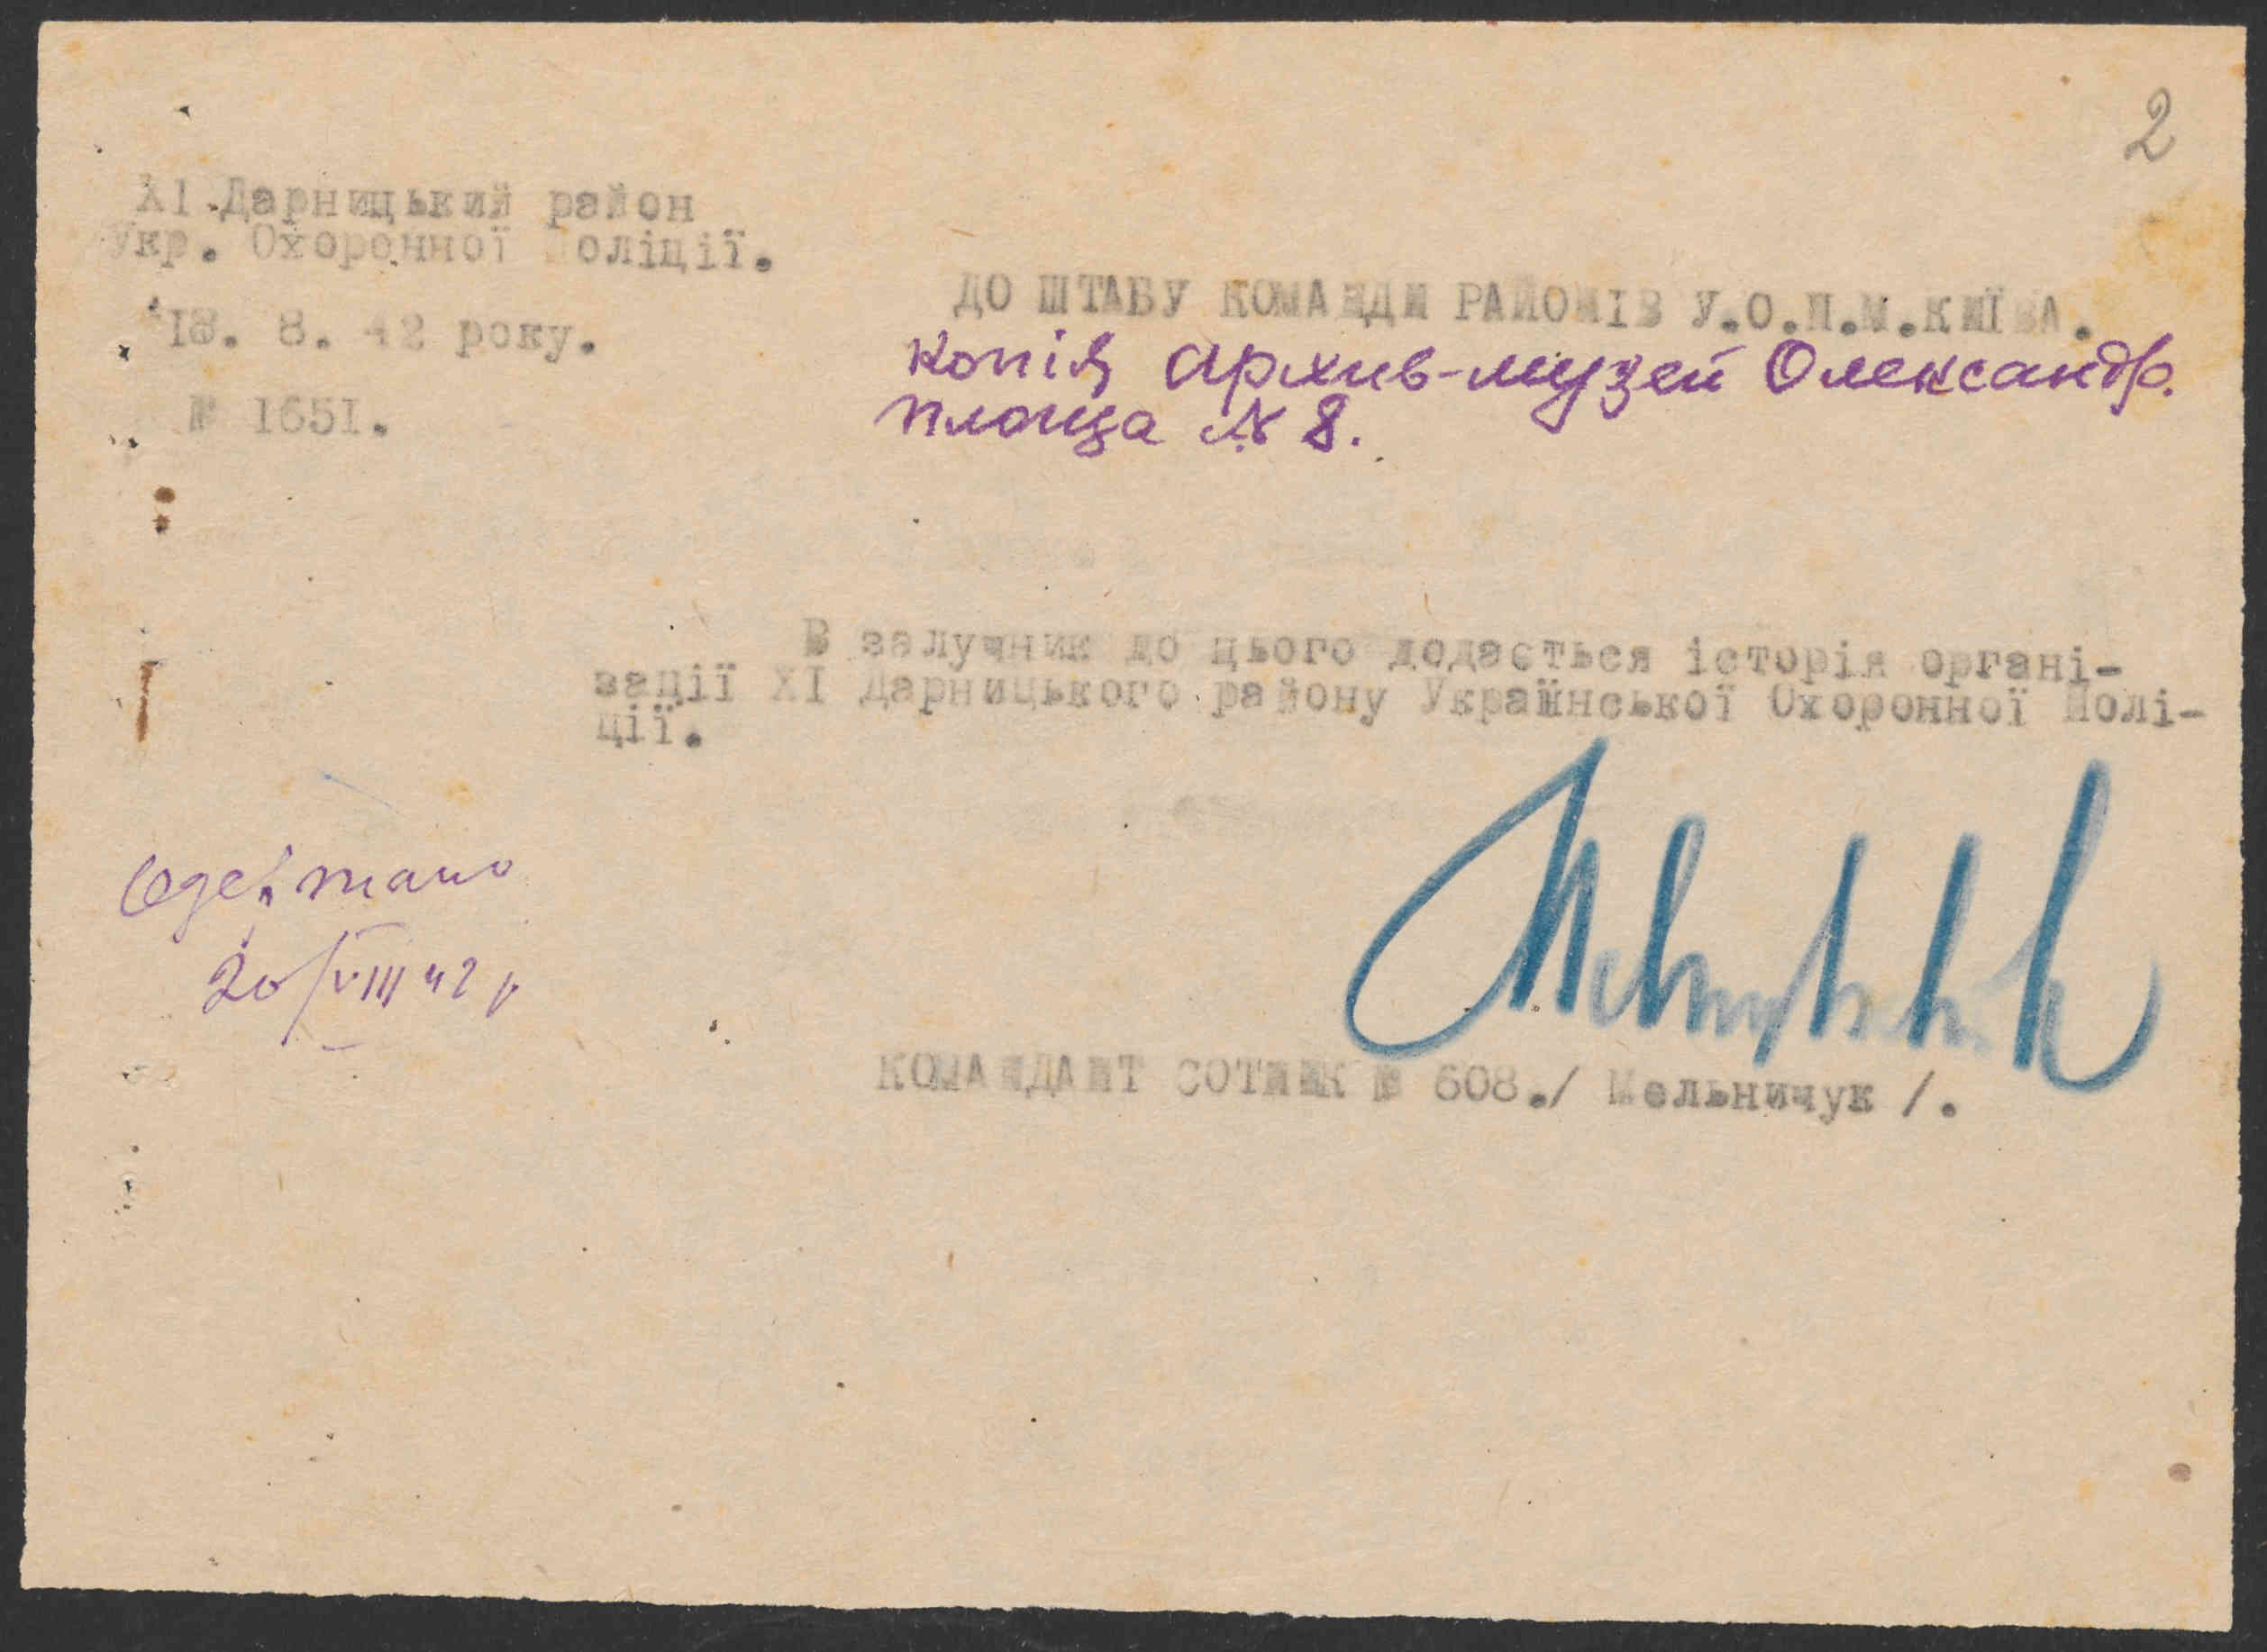 2
XI Дарницький район
Укр. Охоронної Поліції.
18. 8. 42 року.
№ 1651.
ДО ШТАБУ КОМАНДИ РАЙОНІВ У.О.П.М.КИЇВА.
Копія Архив-музей Олександр.
площа № 8.
В залучник до цього додається історія органі-
зації XI Дарницького району Української Охоронної Полі-
ції.
Одержано
20/VIII 42 р
КОМАНДАНТ СОТНИК № 608./ Мельничук /.